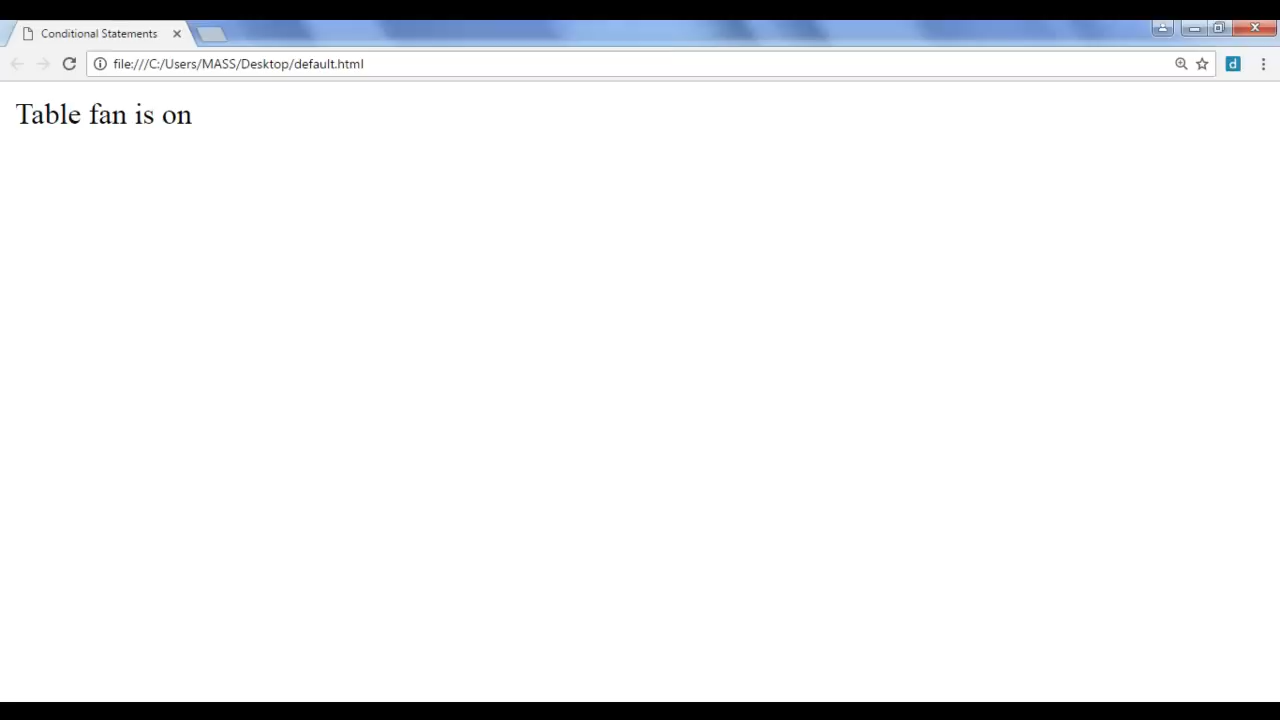 Conditional Statements
file:///C:/Users/MASS/Desktop/default.html
d
Table fan is on